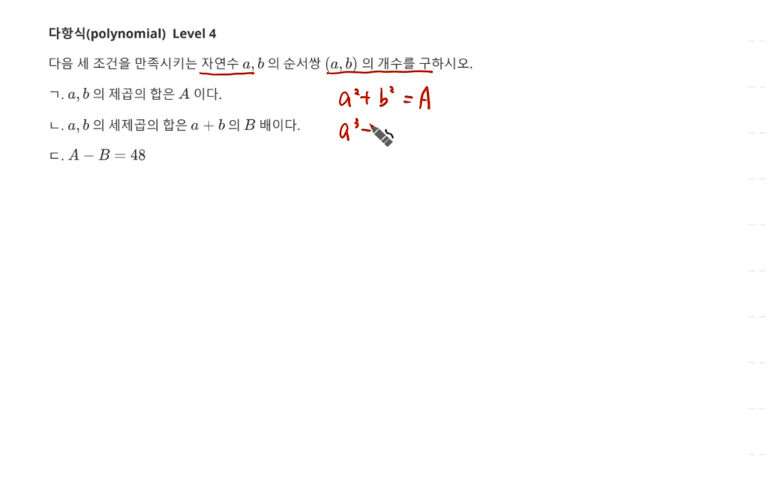 다항식(polynomial) Level 4
다음 세 조건을 만족시키는 자연수 a, b 의 순서쌍 (a, b) 의 개수를 구하시오.
ㄱ. a, b 의 제곱의 합은 A 이다.
a² + b² = A
ㄴ. a, b 의 세제곱의 합은 a + b 의 B 배이다.
a³
ㄷ. A − B = 48